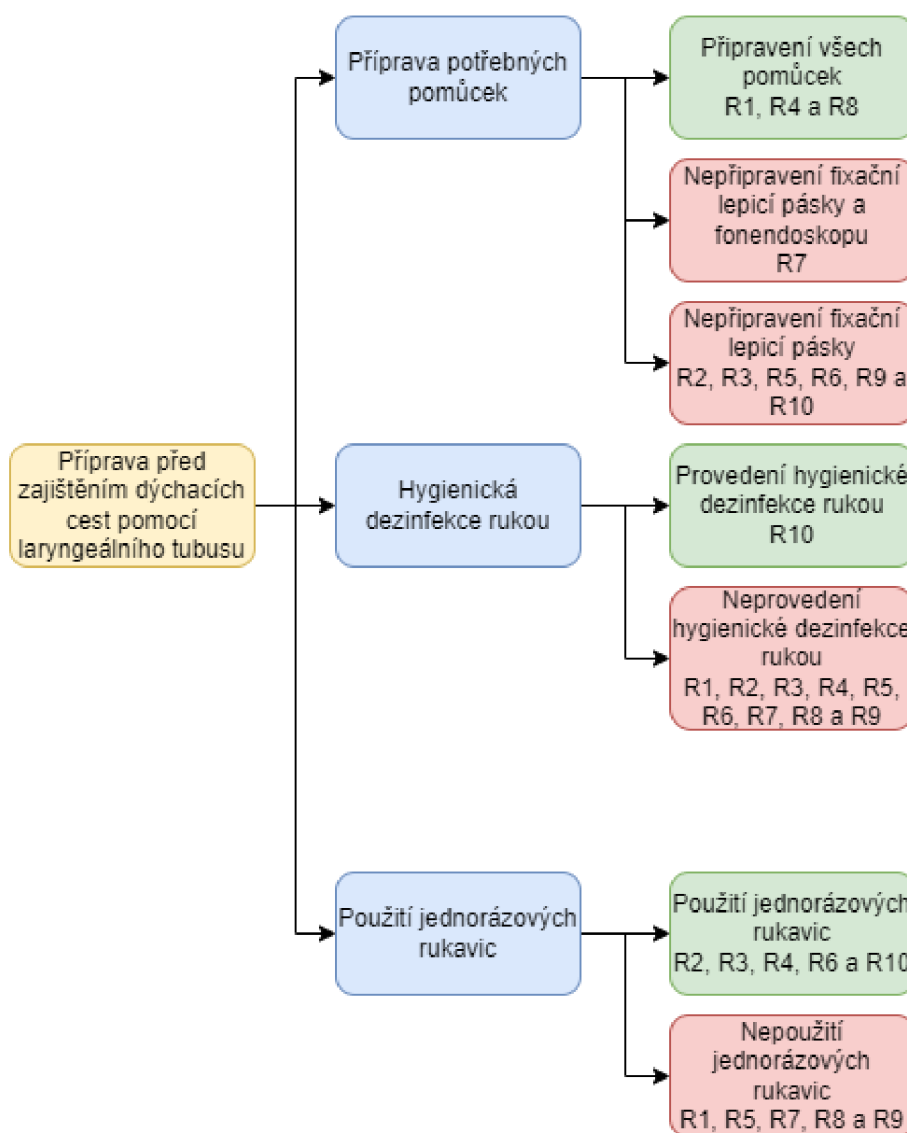 Příprava potřebných
pomůcek
Připravení všech
pomůcek
R1, R4 a R8
Nepřipravení fixační
lepicí pásky a
fonendoskopu
R7
Nepřipravení fixační
lepicí pásky
R2, R3, R5, R6, R9 a
R10
Příprava před
zajištěním dýchacích
cest pomocí
laryngeálního tubusu
Hygienická
dezinfekce rukou
Provedení hygienické
dezinfekce rukou
R10
Neprovedení
hygienické dezinfekce
rukou
R1, R2, R3, R4, R5,
R6, R7, R8 a R9
Použití jednorázových
rukavic
Použití jednorázových
rukavic
R2, R3, R4, R6 a R10
Nepoužití
jednorázových
rukavic
R1, R5, R7, R8 a R9